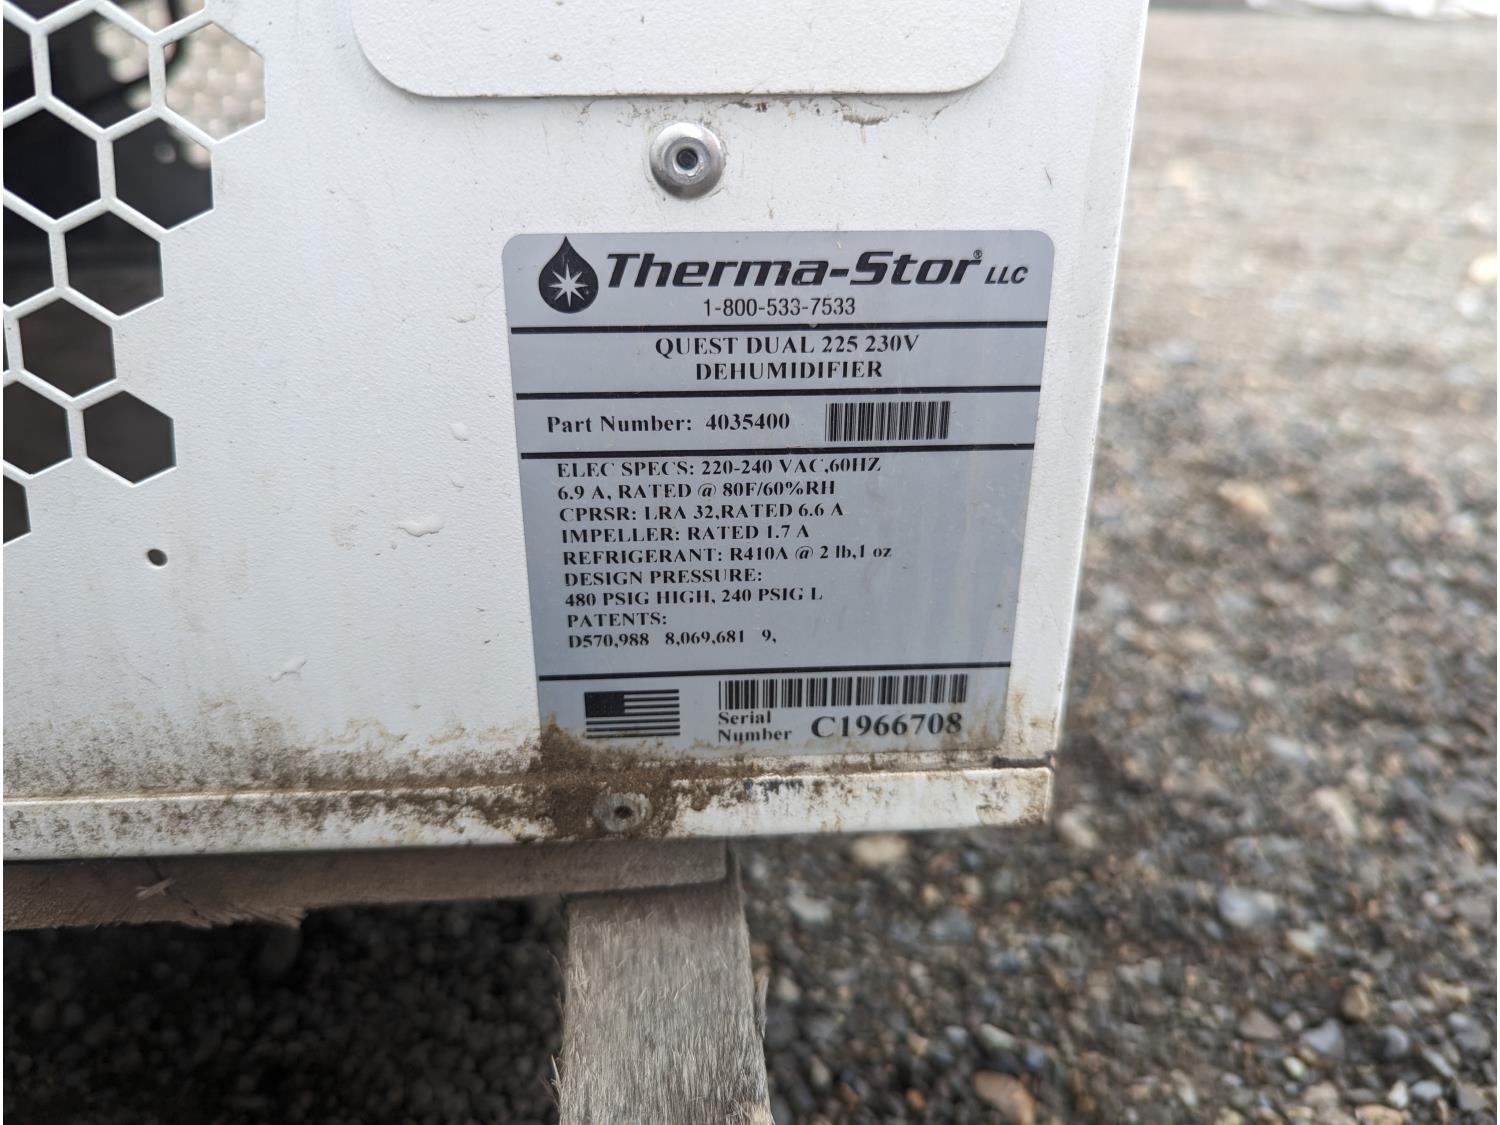 Therma-Stor® LLC
1-800-533-7533
QUEST DUAL 225 230V
DEHUMIDIFIER
Part Number: 4035400
ELEC SPECS: 220-240 VAC,60HZ
6.9 A, RATED @ 80F/60%RH
CPRSR: LRA 32,RATED 6.6 A
IMPELLER: RATED 1.7 A
REFRIGERANT: R410A @ 2 lb,1 oz
DESIGN PRESSURE:
480 PSIG HIGH, 240 PSIG L
PATENTS:
D570,988 8,069,681 9,
Serial
Number C1966708